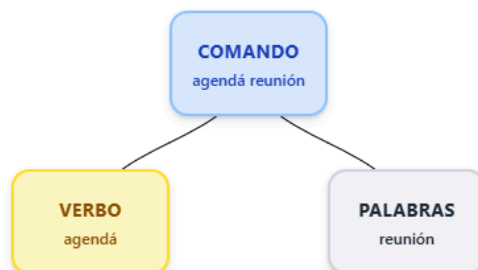 COMANDO
agendá reunión
VERBO
agendá
PALABRAS
reunión